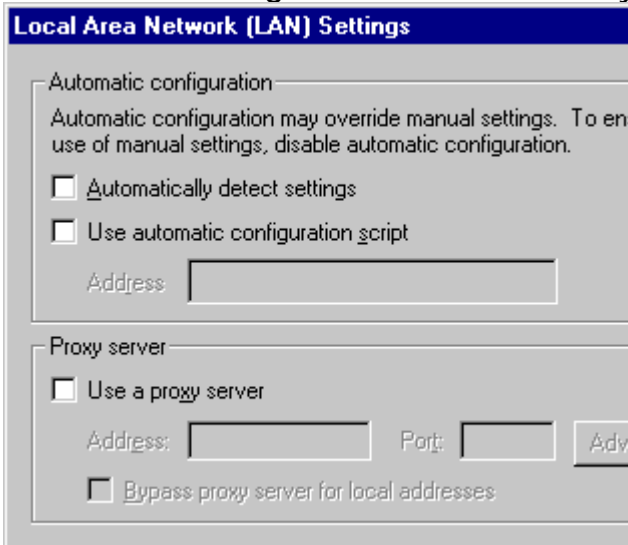 Local Area Network (LAN) Settings
Automatic configuration
Automatic configuration may override manual settings. To en
use of manual settings, disable automatic configuration.
Automatically detect settings
Use automatic configuration script
Address
Proxy server
Use a proxy server
Address: Port: Adv
Bypass proxy server for local addresses